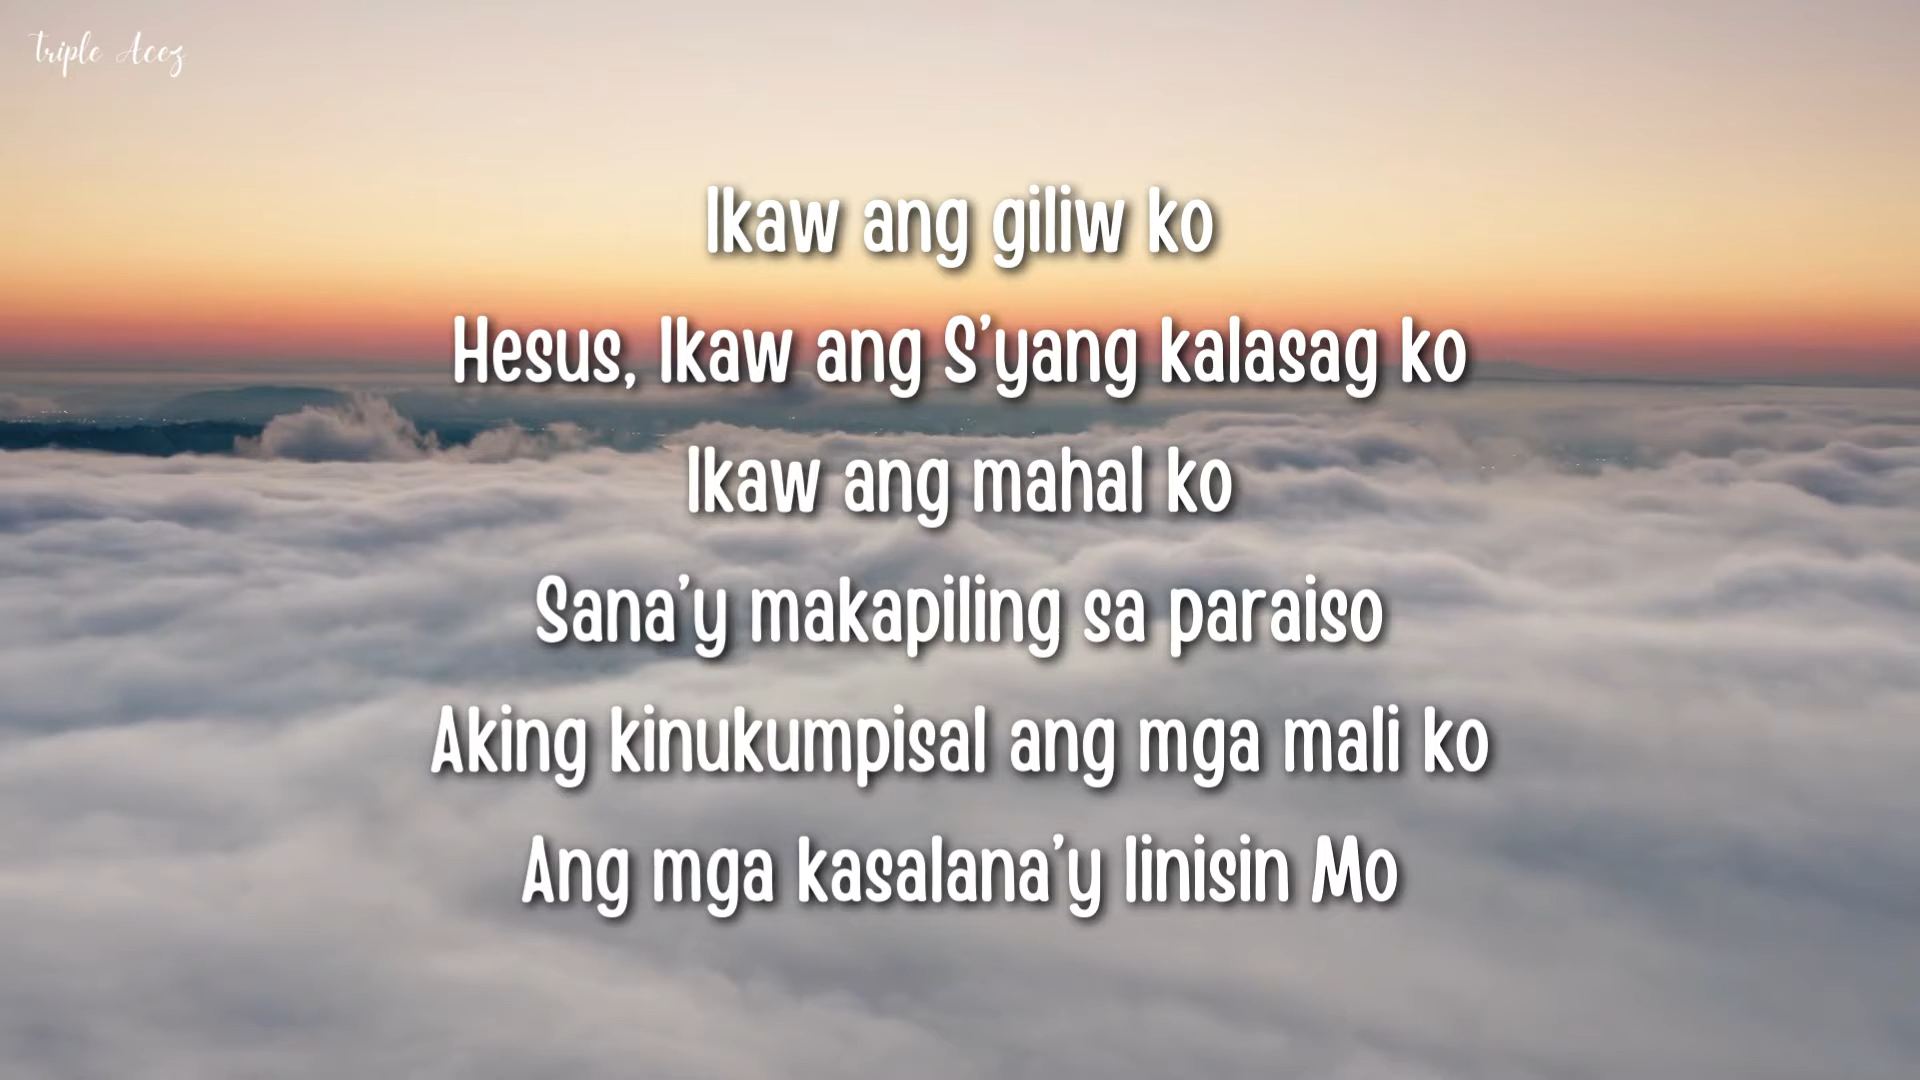 Triple Acez
Ikaw ang giliw ko
Hesus, Ikaw ang S'yang kalasag ko
Ikaw ang mahal ko
Sana'y makapiling sa paraiso
Aking kinukumpisal ang mga mali ko
Ang mga kasalana'y linisin Mo